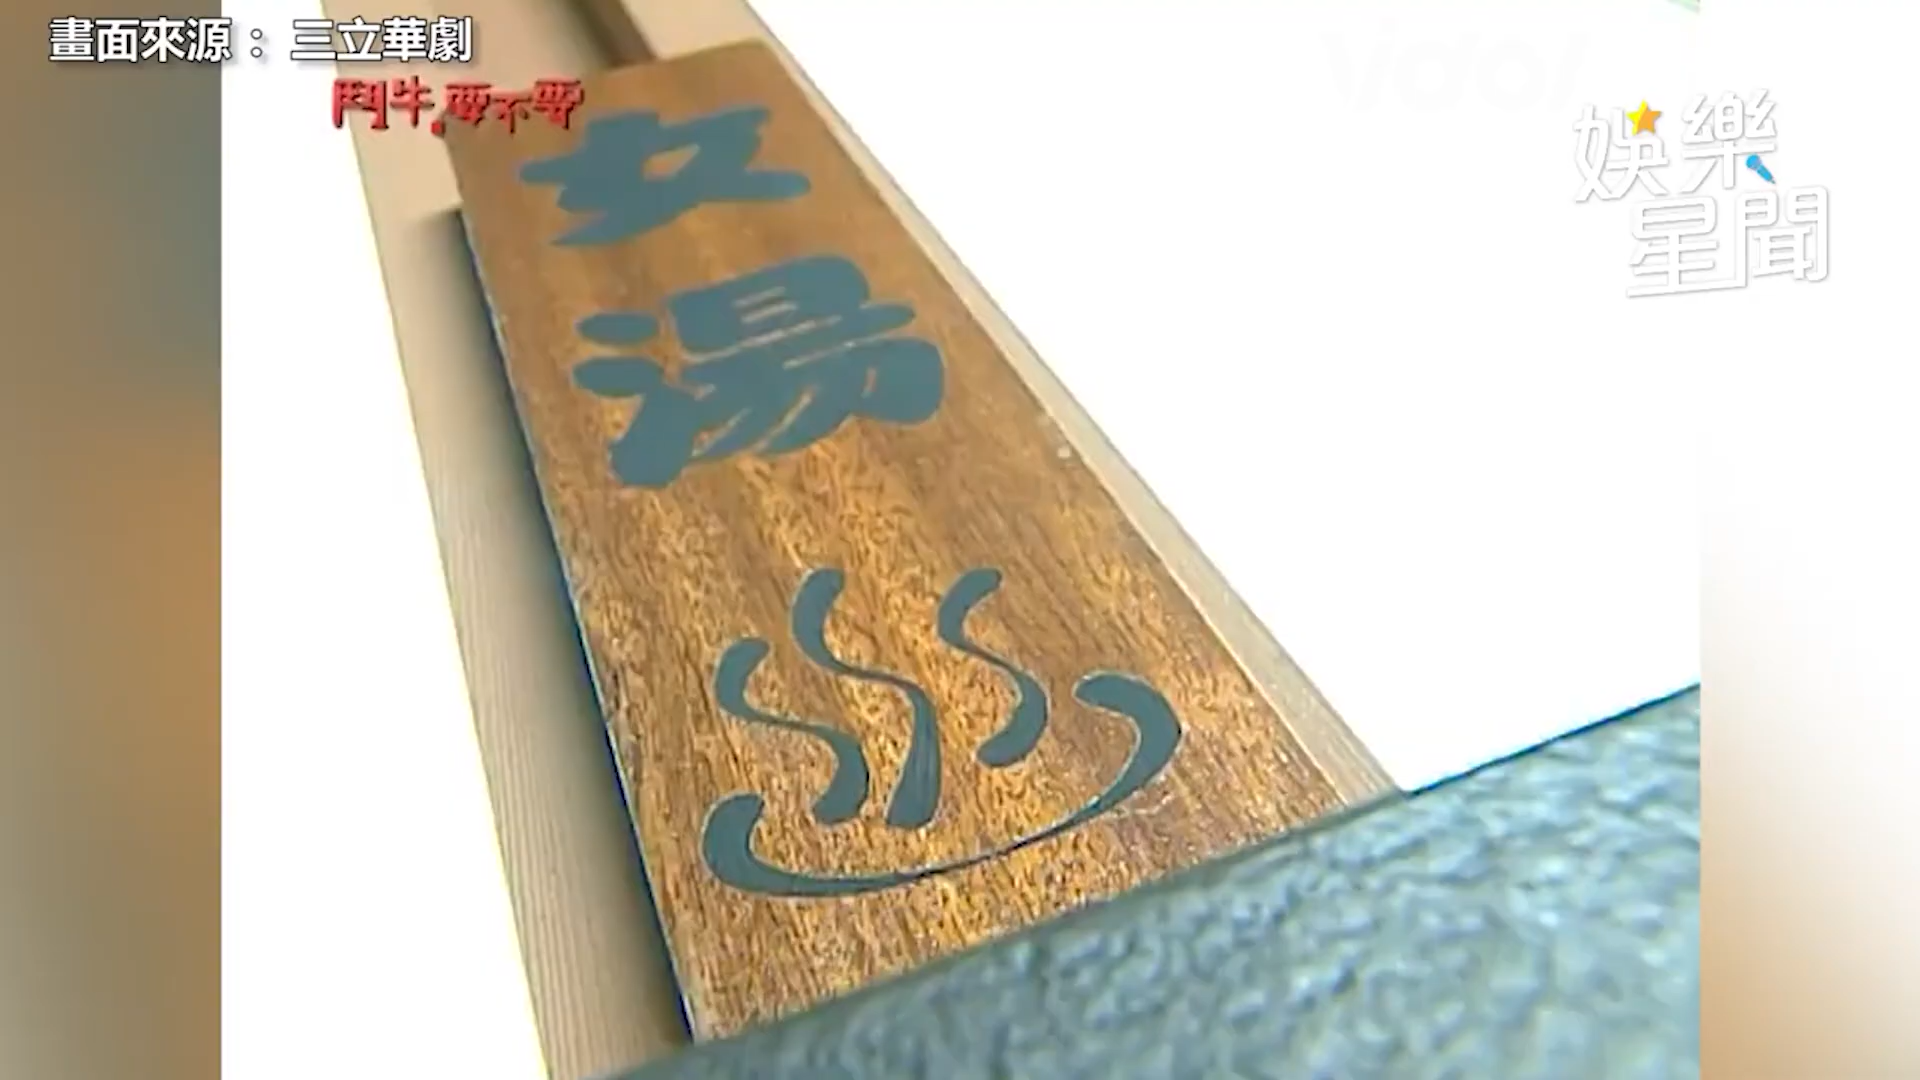 畫面來源：三立華劇
鬥牛.要不要
女湯
娛樂
星聞
vidol